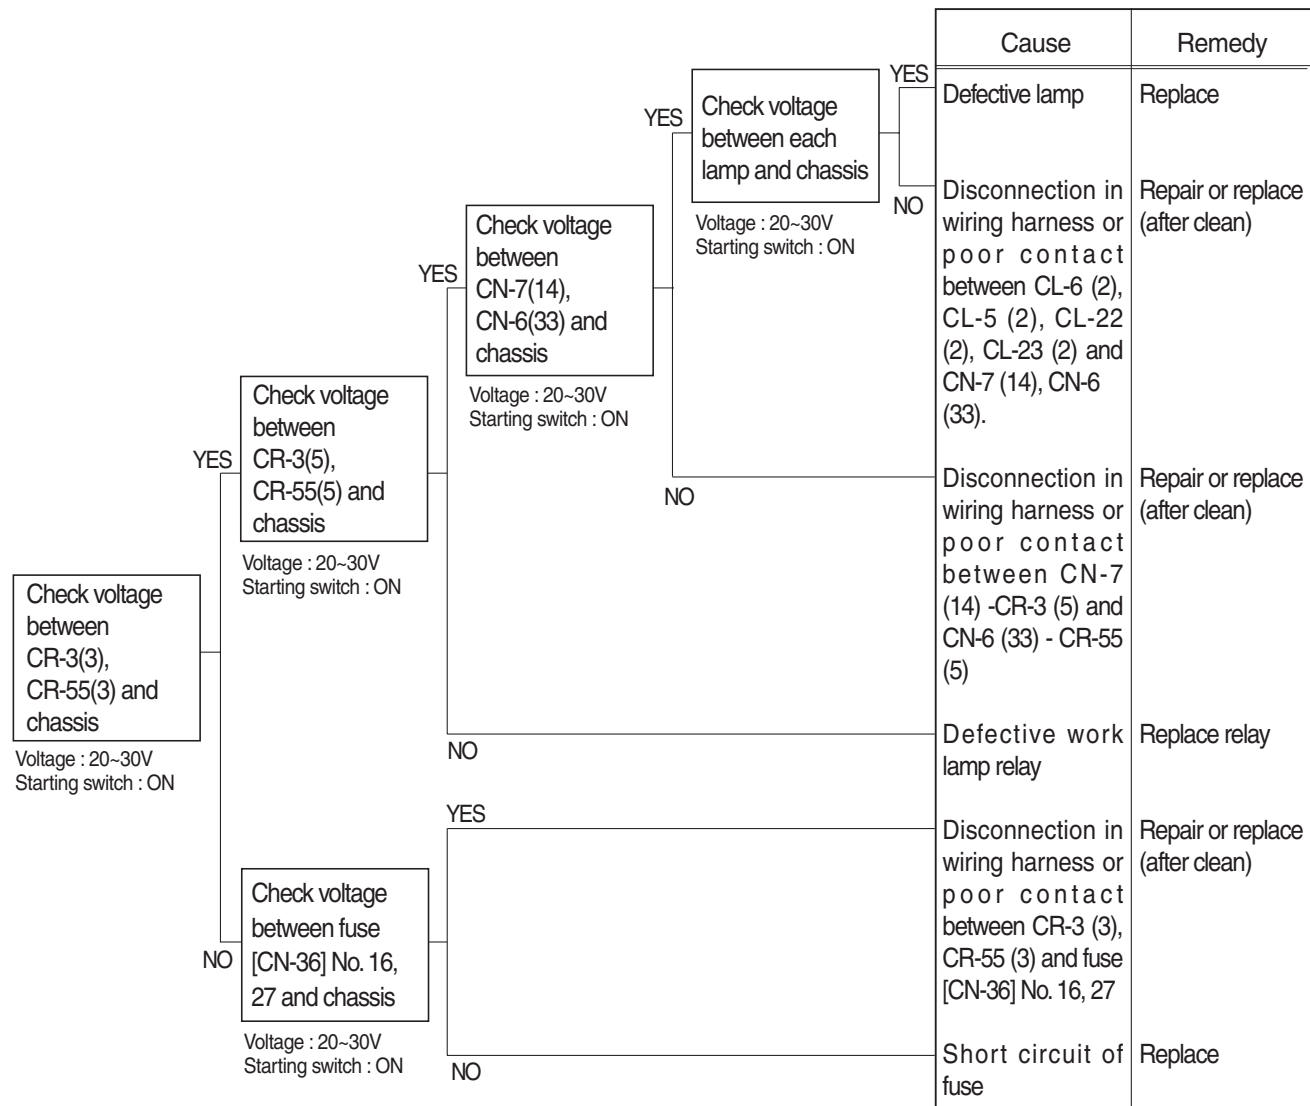 Cause
Remedy
YES
Defective lamp
Replace
Check voltage
between each
lamp and chassis
YES
Voltage : 20~30V
Starting switch : ON
NO
Disconnection in
wiring harness or
poor contact
between CL-6 (2),
CL-5 (2), CL-22
(2), CL-23 (2) and
CN-7 (14), CN-6
(33).
Repair or replace
(after clean)
Check voltage
between
CN-7(14),
CN-6(33) and
chassis
YES
Voltage : 20~30V
Starting switch : ON
NO
Disconnection in
wiring harness or
poor contact
between CN-7
(14) -CR-3 (5) and
CN-6 (33) - CR-55
(5)
Repair or replace
(after clean)
YES
Check voltage
between
CR-3(5),
CR-55(5) and
chassis
Voltage : 20~30V
Starting switch : ON
NO
Defective work
lamp relay
Replace relay
Check voltage
between
CR-3(3),
CR-55(3) and
chassis
Voltage : 20~30V
Starting switch : ON
YES
Disconnection in
wiring harness or
poor contact
between CR-3 (3),
CR-55 (3) and fuse
[CN-36] No. 16, 27
Repair or replace
(after clean)
NO
Check voltage
between fuse
[CN-36] No. 16,
27 and chassis
Voltage : 20~30V
Starting switch : ON
NO
Short circuit of
fuse
Replace